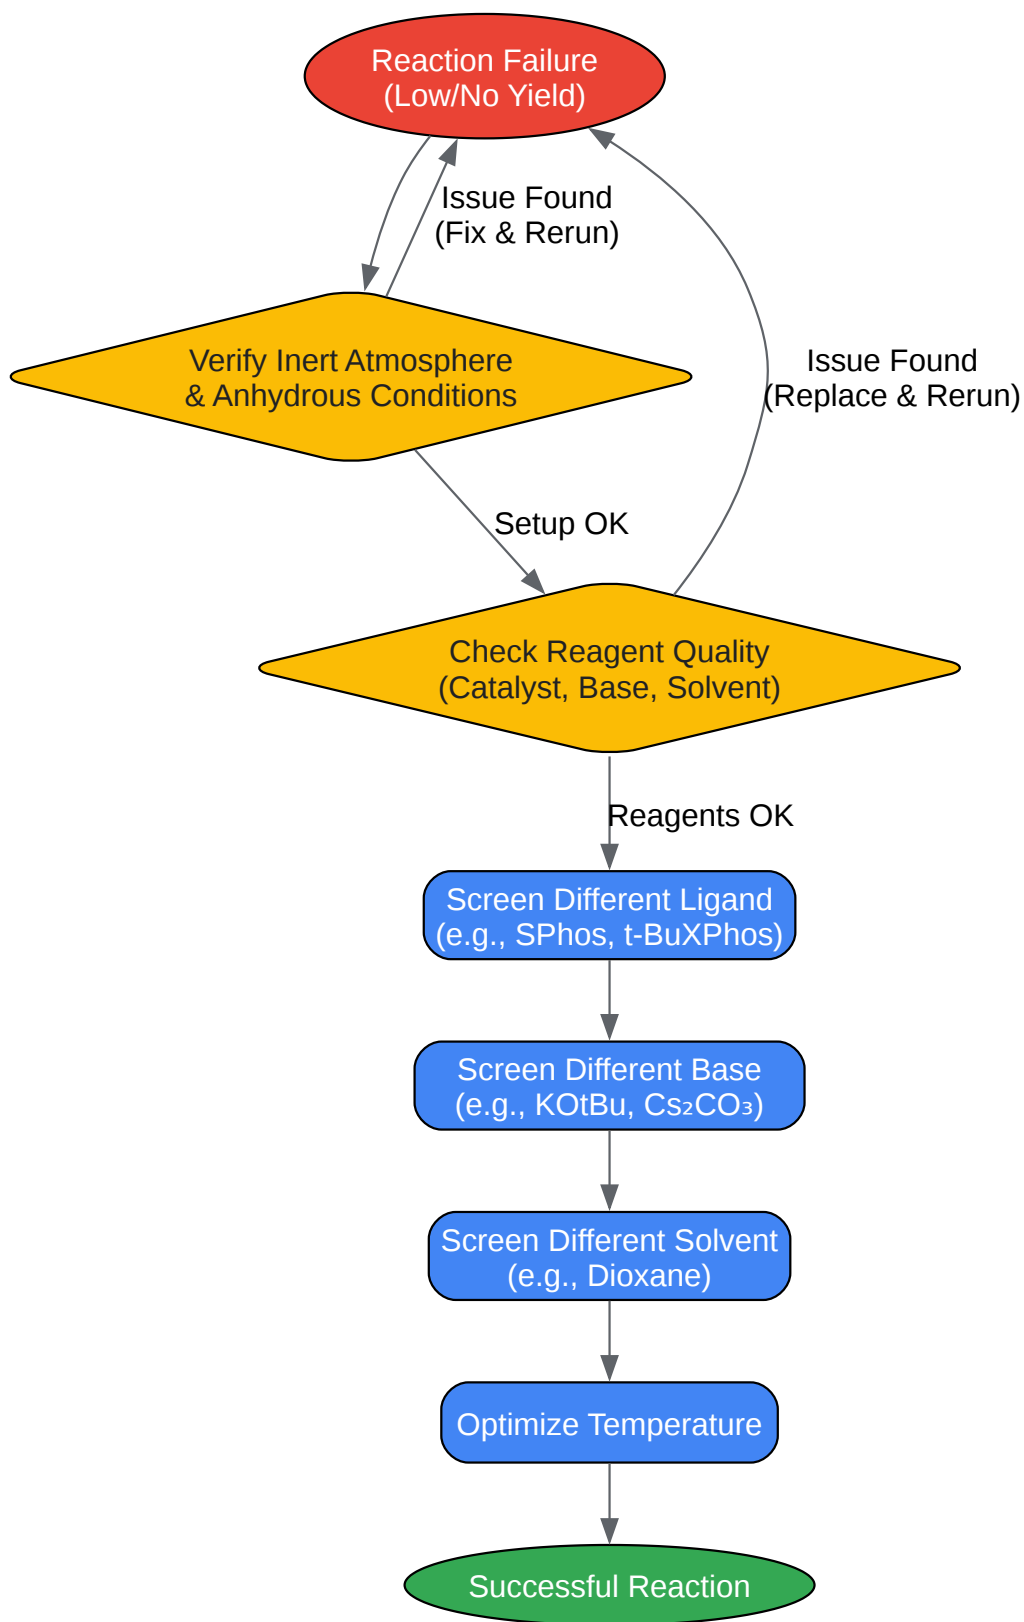 Reaction Failure
(Low/No Yield)
Issue Found
(Fix & Rerun)
Verify Inert Atmosphere
& Anhydrous Conditions
Issue Found
(Replace & Rerun)
Setup OK
Check Reagent Quality
(Catalyst, Base, Solvent)
Reagents OK
Screen Different Ligand
(e.g., SPhos, t-BuXPhos)
Screen Different Base
(e.g., KOtBu, Cs₂CO₃)
Screen Different Solvent
(e.g., Dioxane)
Optimize Temperature
Successful Reaction